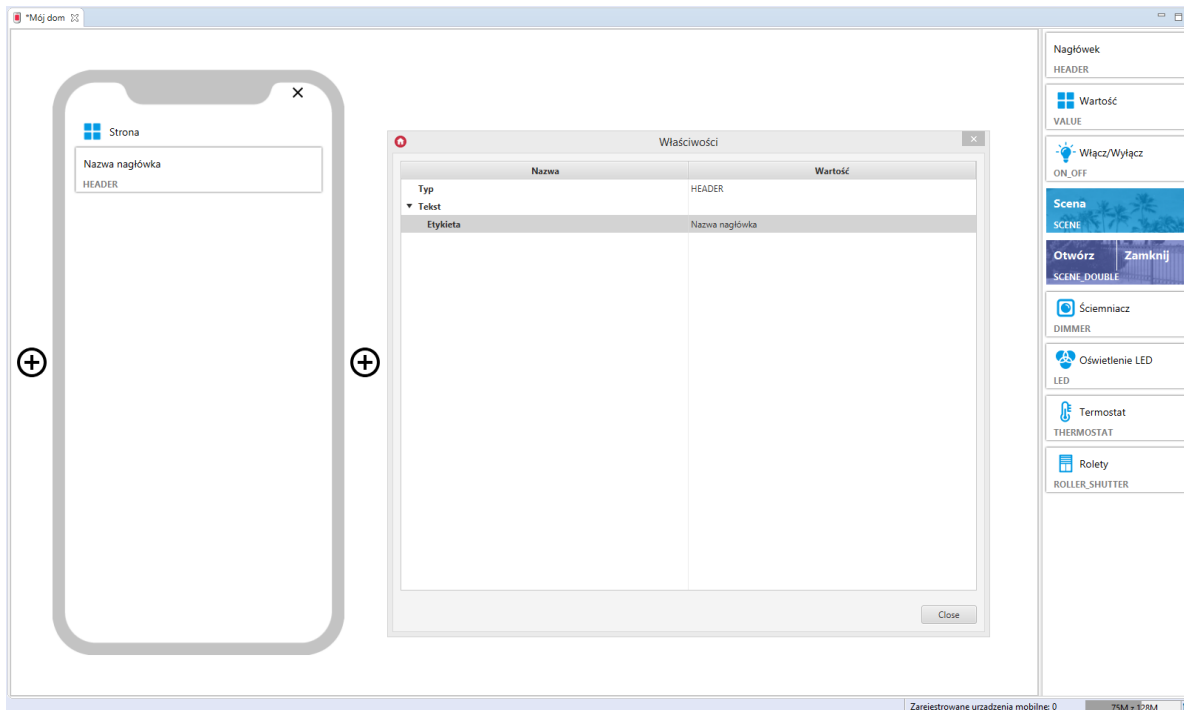 *Mój dom
Strona
Nazwa nagłówka
HEADER
Właściwości
Nazwa Wartość
Typ HEADER
Tekst
Etykieta Nazwa nagłówka
Close
Nagłówek
HEADER
Wartość
VALUE
Włącz/Wyłącz
ON_OFF
Scena
SCENE
Otwórz Zamknij
SCENE_DOUBLE
Ściemniacz
DIMMER
Oświetlenie LED
LED
Termostat
THERMOSTAT
Rolety
ROLLER_SHUTTER
Zarejestrowane urządzenia mobilne: 0 75M z 128M